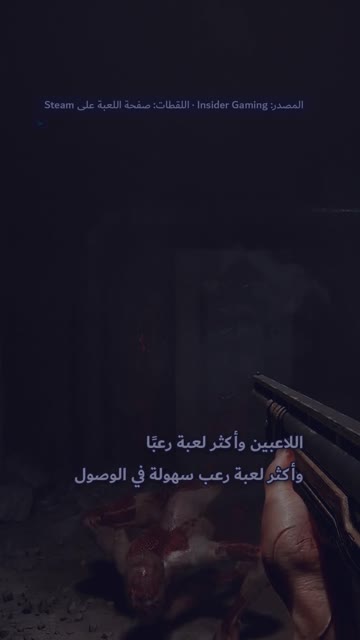 المصدر: Insider Gaming · اللقطات: صفحة اللعبة على Steam
اللاعبين وأكثر لعبة رعبًا
وأكثر لعبة رعب سهولة في الوصول